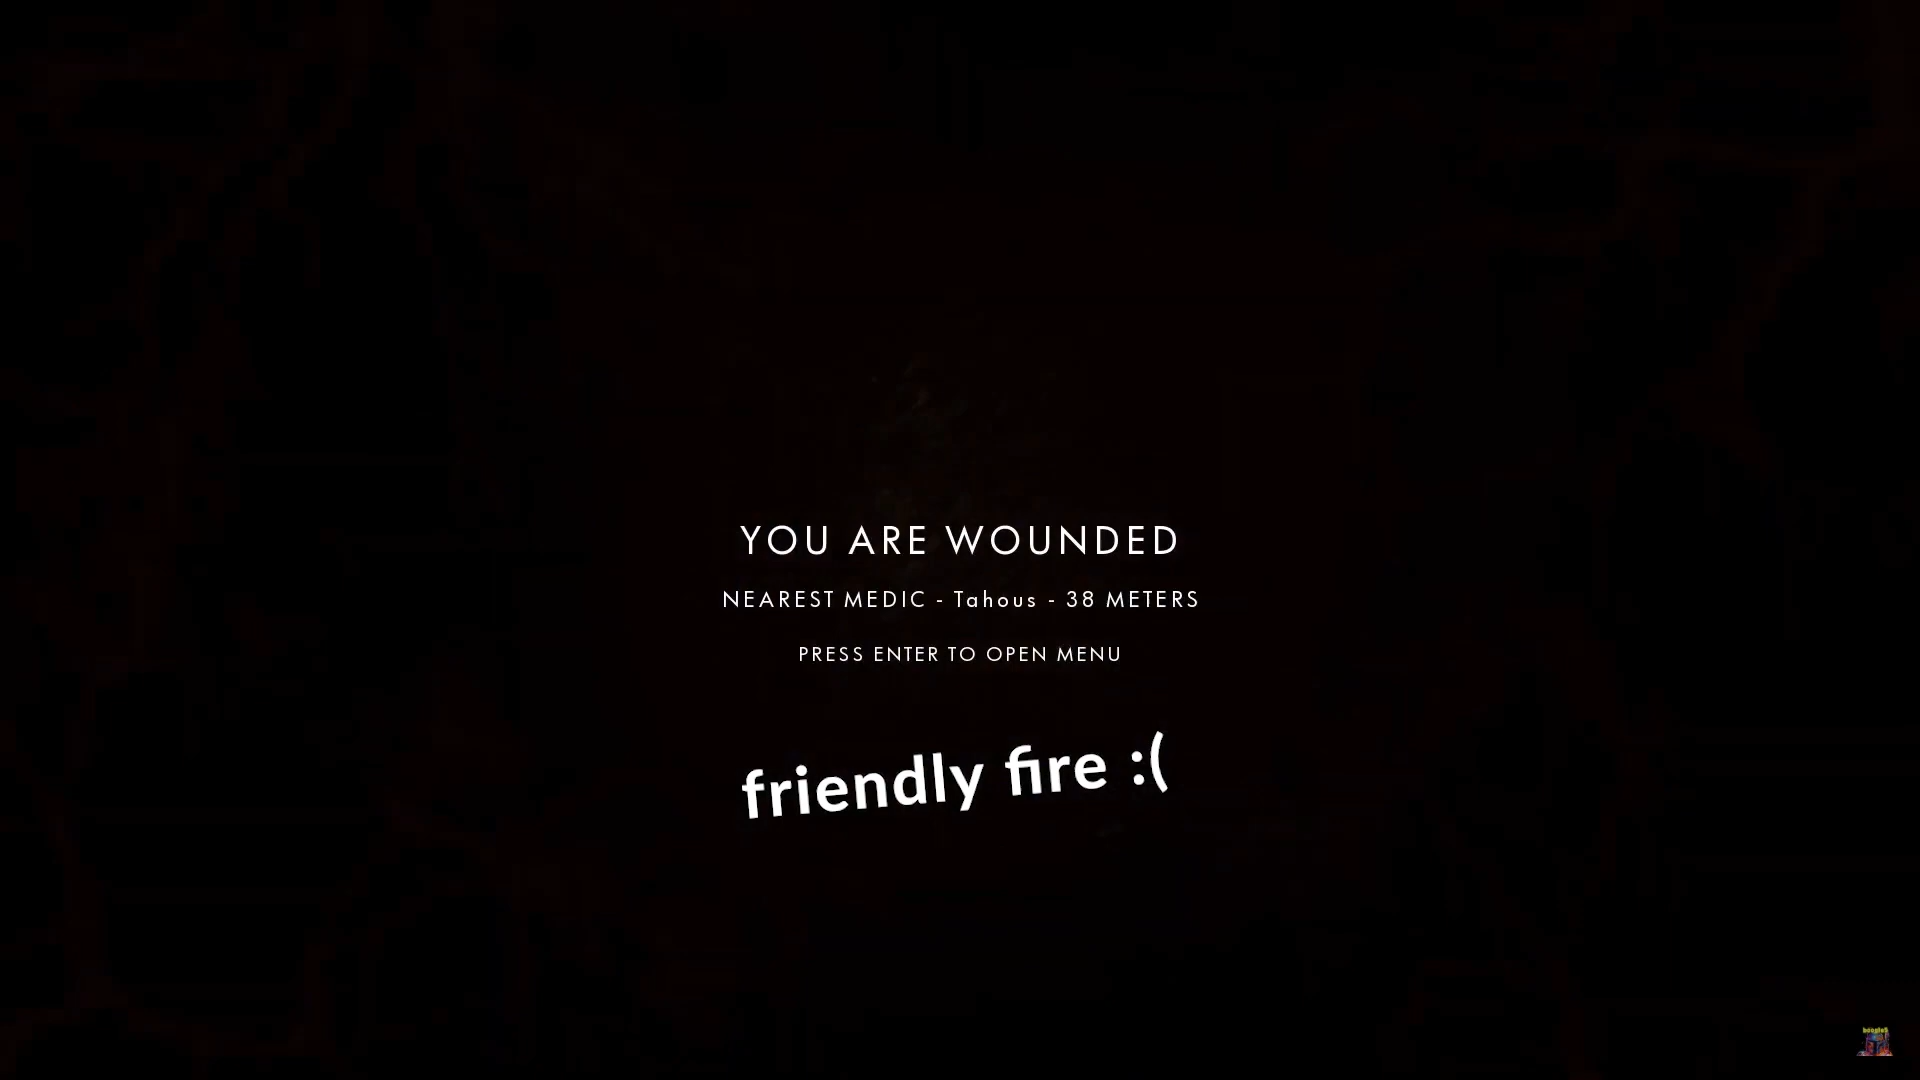 YOU ARE WOUNDED
NEAREST MEDIC - Tahous - 38 METERS
PRESS ENTER TO OPEN MENU
friendly fire :(